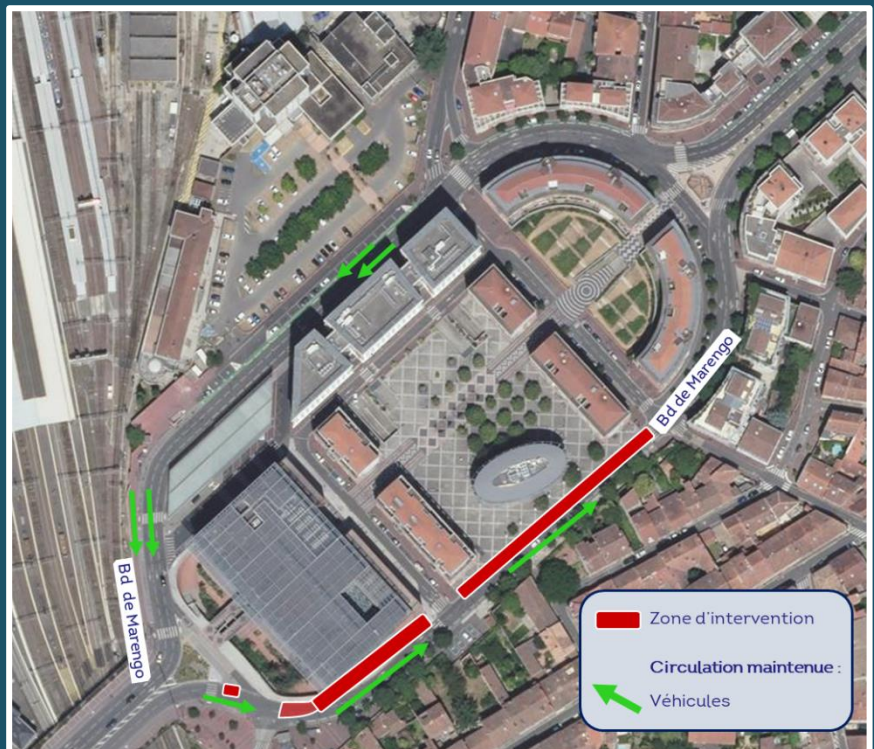 Bd de Marengo
Bd de Marengo
Zone d'intervention
Circulation maintenue :
Véhicules